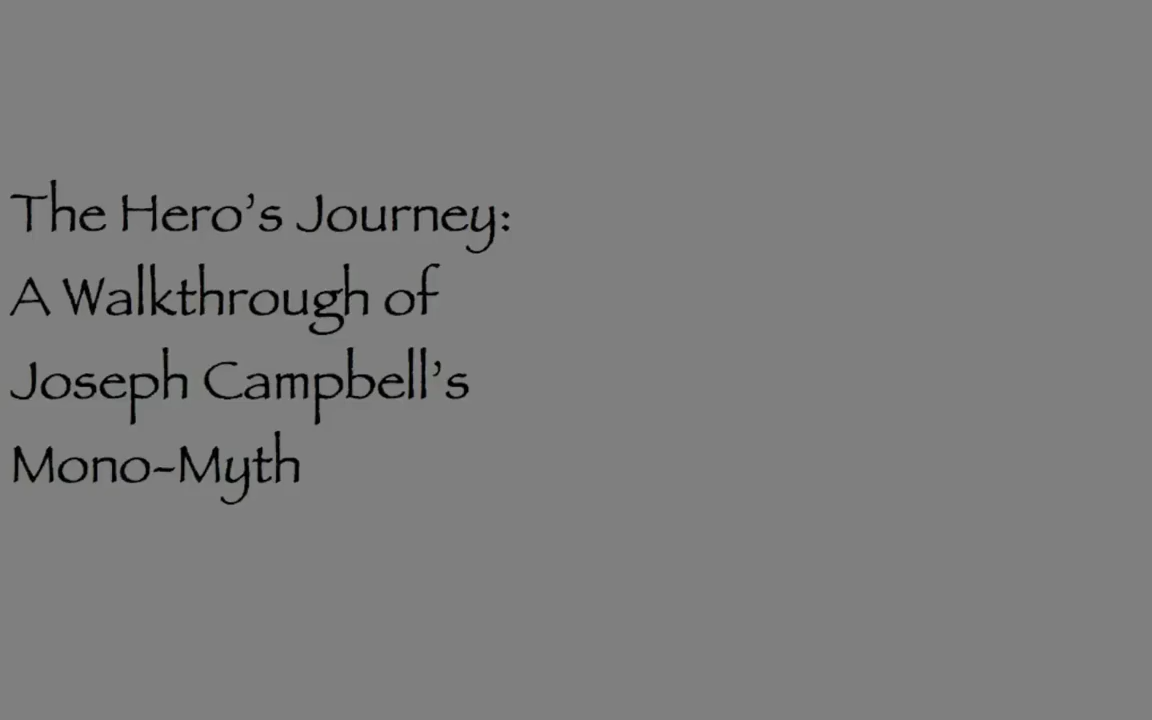 The Hero’s Journey:
A Walkthrough of
Joseph Campbell’s
Mono-Myth